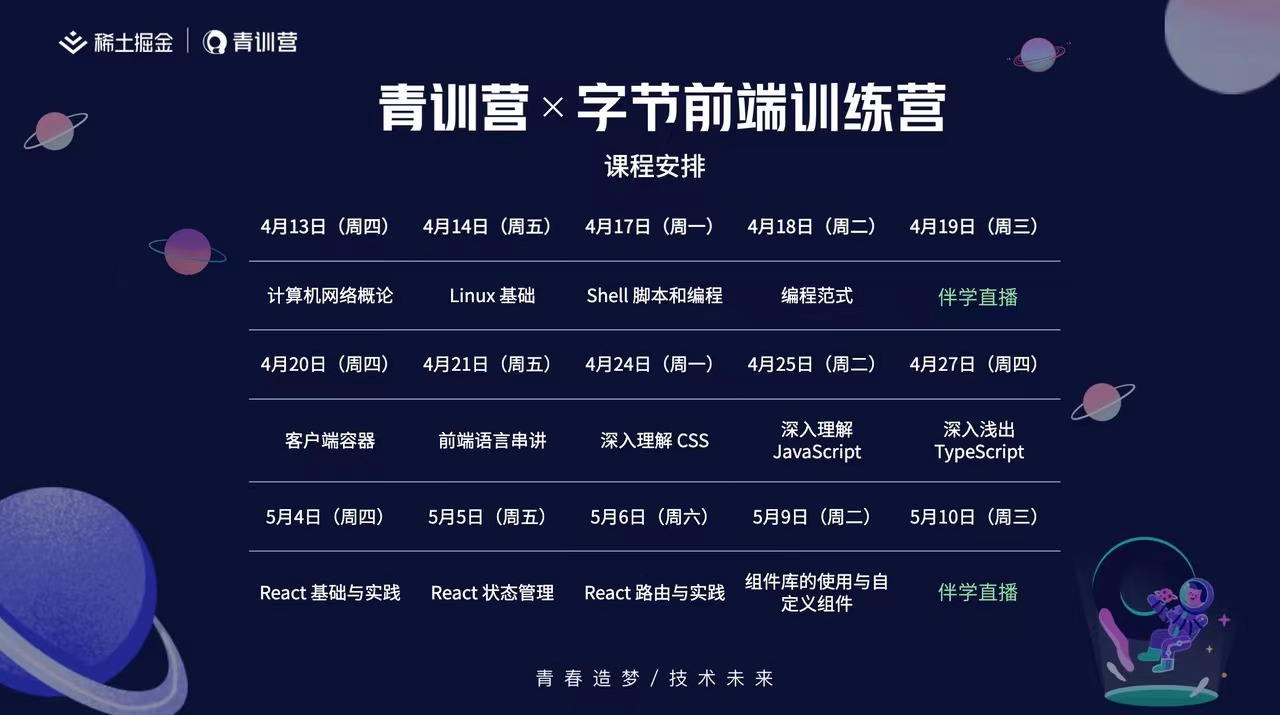 稀土掘金 | 青训营
青训营 × 字节前端训练营
课程安排
4月13日（周四） 4月14日（周五） 4月17日（周一） 4月18日（周二） 4月19日（周三）
计算机网络概论 Linux 基础 Shell 脚本和编程 编程范式 伴学直播
4月20日（周四） 4月21日（周五） 4月24日（周一） 4月25日（周二） 4月27日（周四）
客户端容器 前端语言串讲 深入理解 CSS 深入理解 JavaScript 深入浅出 TypeScript
5月4日（周四） 5月5日（周五） 5月6日（周六） 5月9日（周二） 5月10日（周三）
React 基础与实践 React 状态管理 React 路由与实践 组件库的使用与自定义组件 伴学直播
青春造梦/技术未来